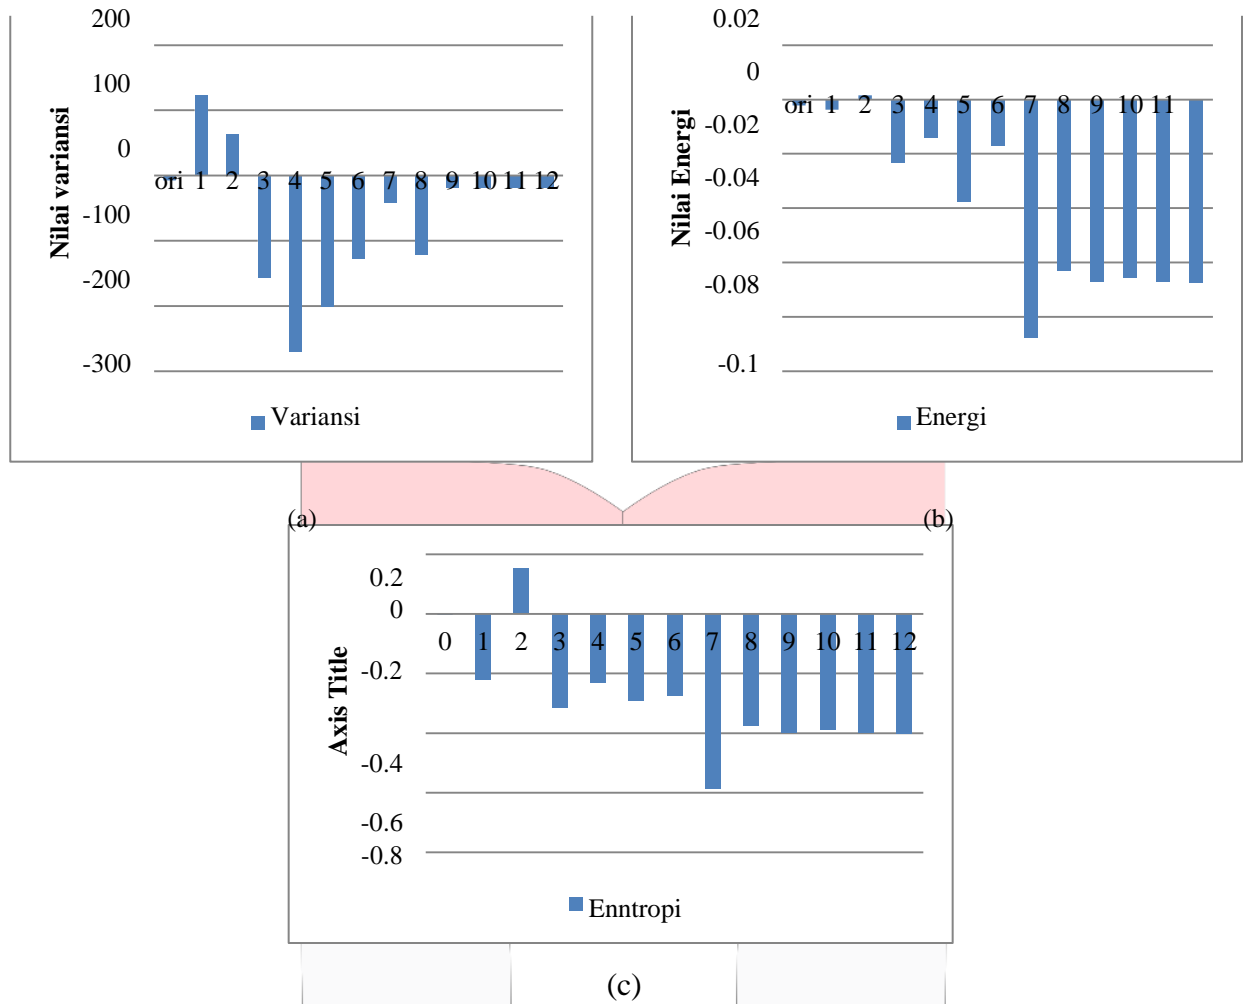 200
100
0
-100
-200
-300
Nilai variansi
ori 1 2 3 4 5 6 7 8 9 10 11 12
Variansi
0.02
0
-0.02
-0.04
-0.06
-0.08
-0.1
Nilai Energi
ori 1 2 3 4 5 6 7 8 9 10 11
Energi
(a)
(b)
0.2
0
-0.2
-0.4
-0.6
-0.8
Axis Title
0 1 2 3 4 5 6 7 8 9 10 11 12
Enntropi
(c)